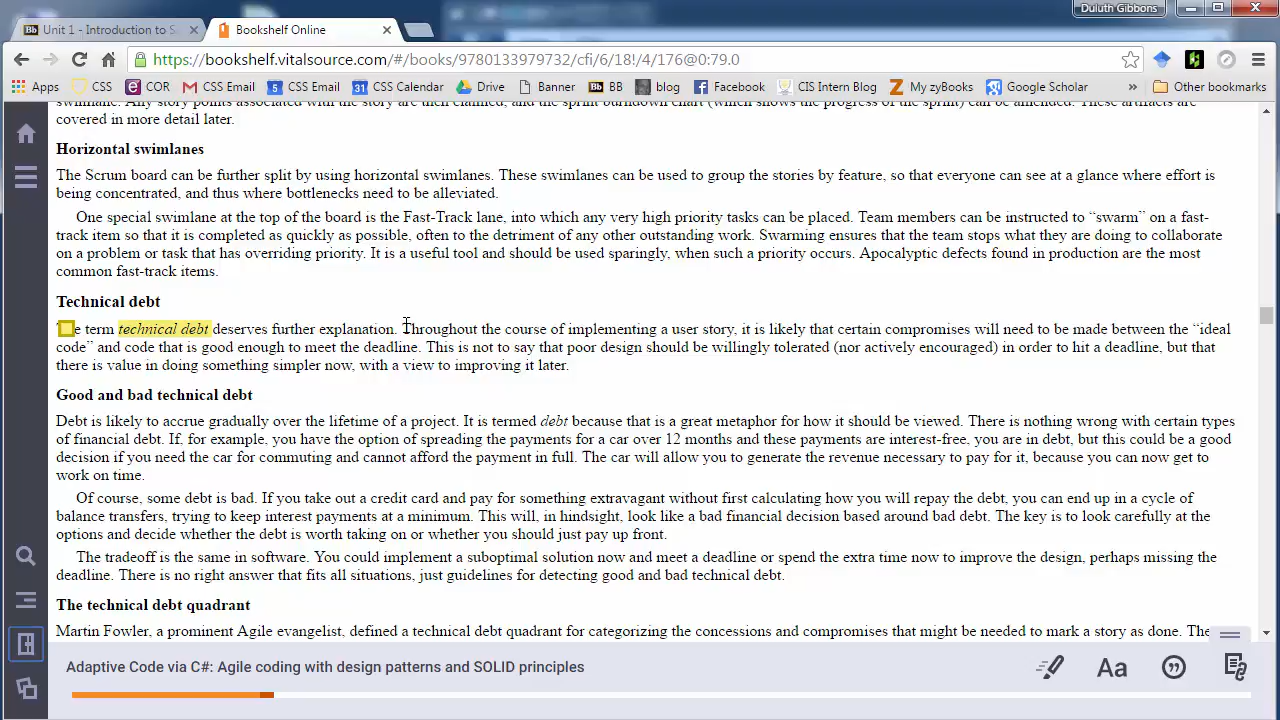 Duluth Gibbons
Unit 1 - Introduction to S
Bookshelf Online
https://bookshelf.vitalsource.com/#/books/9780133979732/cfi/6/18!/4/176@0:79.0
Apps CSS COR CSS Email CSS Email CSS Calendar Drive Banner BB blog Facebook CIS Intern Blog My zyBooks Google Scholar » Other bookmarks
swimlane. Any story points associated with the story are then claimed, and the sprint burndown chart (which shows the progress of the sprint) can be amended. These artifacts are
covered in more detail later.
Horizontal swimlanes
The Scrum board can be further split by using horizontal swimlanes. These swimlanes can be used to group the stories by feature, so that everyone can see at a glance where effort is
being concentrated, and thus where bottlenecks need to be alleviated.
One special swimlane at the top of the board is the Fast-Track lane, into which any very high priority tasks can be placed. Team members can be instructed to “swarm” on a fast-
track item so that it is completed as quickly as possible, often to the detriment of any other outstanding work. Swarming ensures that the team stops what they are doing to collaborate
on a problem or task that has overriding priority. It is a useful tool and should be used sparingly, when such a priority occurs. Apocalyptic defects found in production are the most
common fast-track items.
Technical debt
term technical debt deserves further explanation. Throughout the course of implementing a user story, it is likely that certain compromises will need to be made between the “ideal
code” and code that is good enough to meet the deadline. This is not to say that poor design should be willingly tolerated (nor actively encouraged) in order to hit a deadline, but that
there is value in doing something simpler now, with a view to improving it later.
Good and bad technical debt
Debt is likely to accrue gradually over the lifetime of a project. It is termed debt because that is a great metaphor for how it should be viewed. There is nothing wrong with certain types
of financial debt. If, for example, you have the option of spreading the payments for a car over 12 months and these payments are interest-free, you are in debt, but this could be a good
decision if you need the car for commuting and cannot afford the payment in full. The car will allow you to generate the revenue necessary to pay for it, because you can now get to
work on time.
Of course, some debt is bad. If you take out a credit card and pay for something extravagant without first calculating how you will repay the debt, you can end up in a cycle of
balance transfers, trying to keep interest payments at a minimum. This will, in hindsight, look like a bad financial decision based around bad debt. The key is to look carefully at the
options and decide whether the debt is worth taking on or whether you should just pay up front.
The tradeoff is the same in software. You could implement a suboptimal solution now and meet a deadline or spend the extra time now to improve the design, perhaps missing the
deadline. There is no right answer that fits all situations, just guidelines for detecting good and bad technical debt.
The technical debt quadrant
Martin Fowler, a prominent Agile evangelist, defined a technical debt quadrant for categorizing the concessions and compromises that might be needed to mark a story as done. The
Adaptive Code via C#: Agile coding with design patterns and SOLID principles
Aa